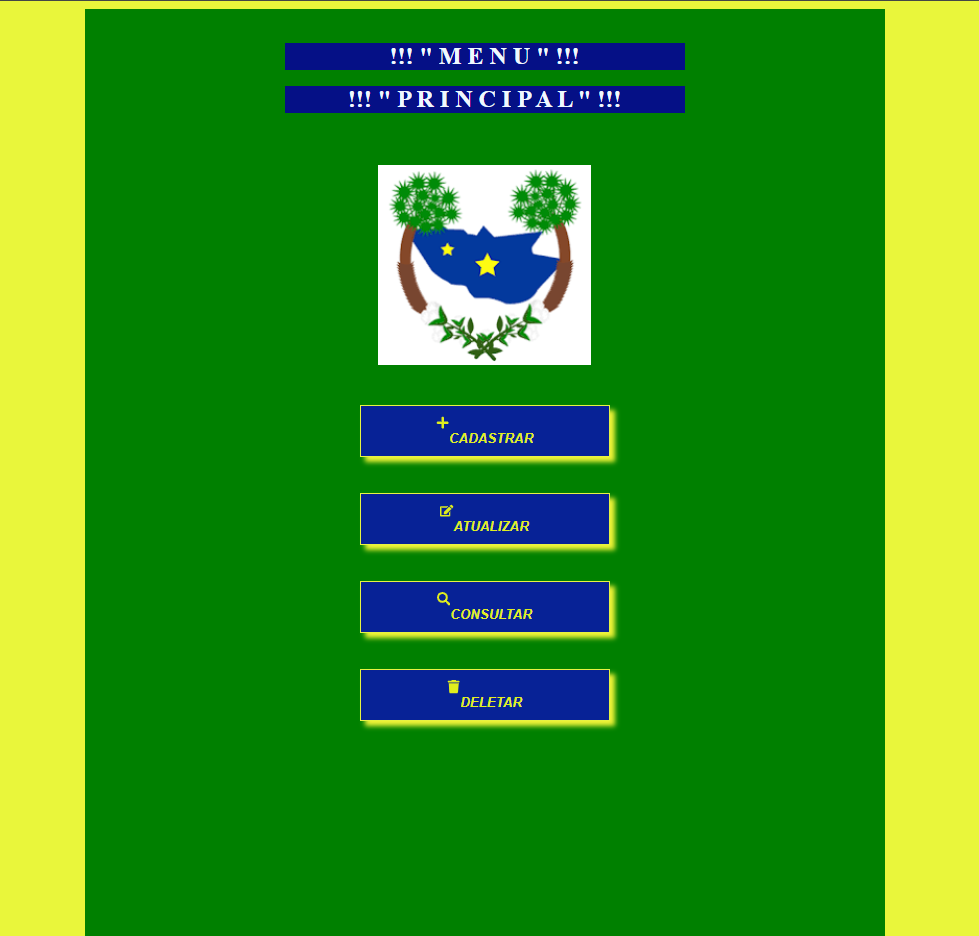 !!! " M E N U " !!!
!!! " P R I N C I P A L " !!!
CADASTRAR
ATUALIZAR
CONSULTAR
DELETAR